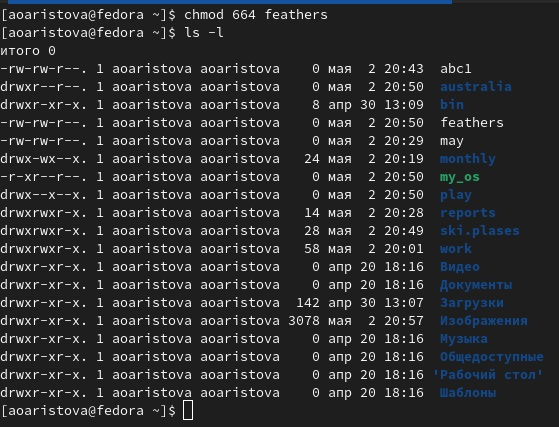 [aoaristova@fedora ~]$ chmod 664 feathers
[aoaristova@fedora ~]$ ls -l
итого 0
-rw-rw-r--. 1 aoaristova aoaristova    0 мая  2 20:43  abc1
drwxr--r--. 1 aoaristova aoaristova    0 мая  2 20:50  australia
drwxr-xr-x. 1 aoaristova aoaristova    8 апр 30 13:09  bin
-rw-rw-r--. 1 aoaristova aoaristova    0 мая  2 20:50  feathers
-rw-rw-r--. 1 aoaristova aoaristova    0 мая  2 20:29  may
drwx-wx--x. 1 aoaristova aoaristova   24 мая  2 20:19  monthly
-r-xr--r--. 1 aoaristova aoaristova    0 мая  2 20:50  my_os
drwx--x--x. 1 aoaristova aoaristova    0 мая  2 20:50  play
drwxrwxr-x. 1 aoaristova aoaristova   14 мая  2 20:28  reports
drwxrwxr-x. 1 aoaristova aoaristova   28 мая  2 20:49  ski.plases
drwxrwxr-x. 1 aoaristova aoaristova   58 мая  2 20:01  work
drwxr-xr-x. 1 aoaristova aoaristova    0 апр 20 18:16  Видео
drwxr-xr-x. 1 aoaristova aoaristova    0 апр 20 18:16  Документы
drwxr-xr-x. 1 aoaristova aoaristova  142 апр 30 13:07  Загрузки
drwxr-xr-x. 1 aoaristova aoaristova 3078 мая  2 20:57  Изображения
drwxr-xr-x. 1 aoaristova aoaristova    0 апр 20 18:16  Музыка
drwxr-xr-x. 1 aoaristova aoaristova    0 апр 20 18:16  Общедоступные
drwxr-xr-x. 1 aoaristova aoaristova    0 апр 20 18:16 'Рабочий стол'
drwxr-xr-x. 1 aoaristova aoaristova    0 апр 20 18:16  Шаблоны
[aoaristova@fedora ~]$